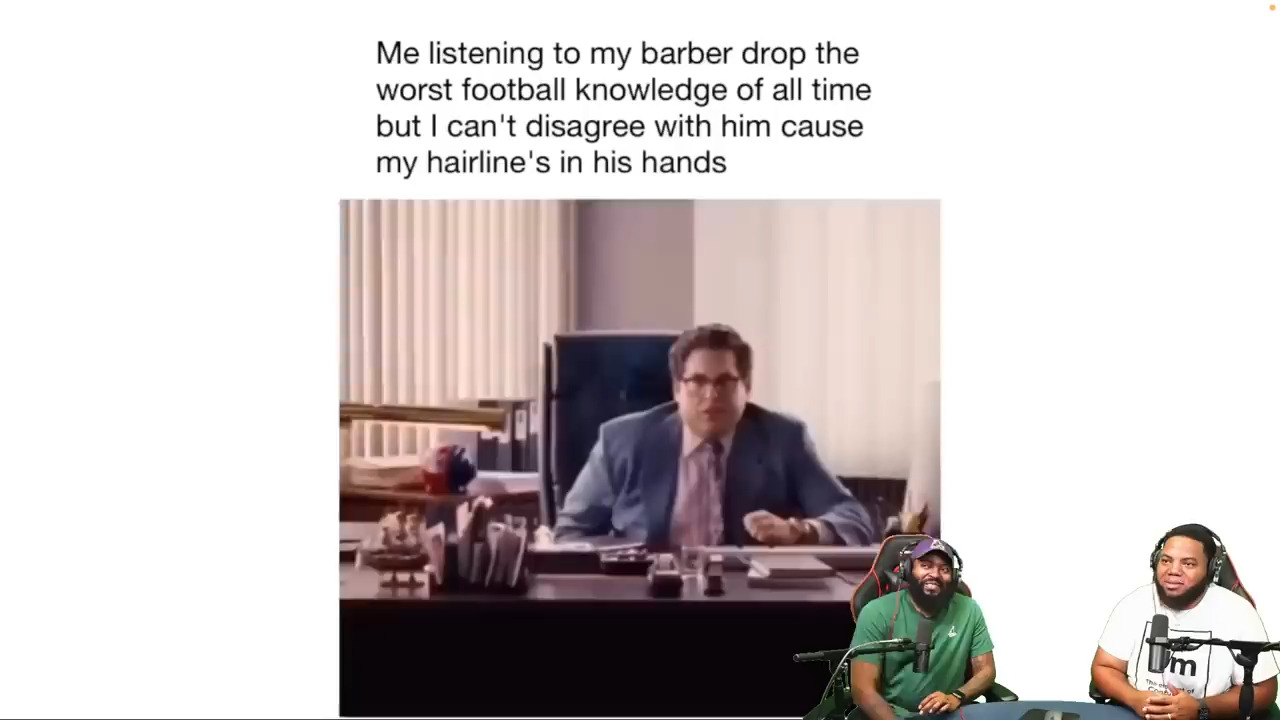 Me listening to my barber drop the
worst football knowledge of all time
but I can't disagree with him cause
my hairline's in his hands